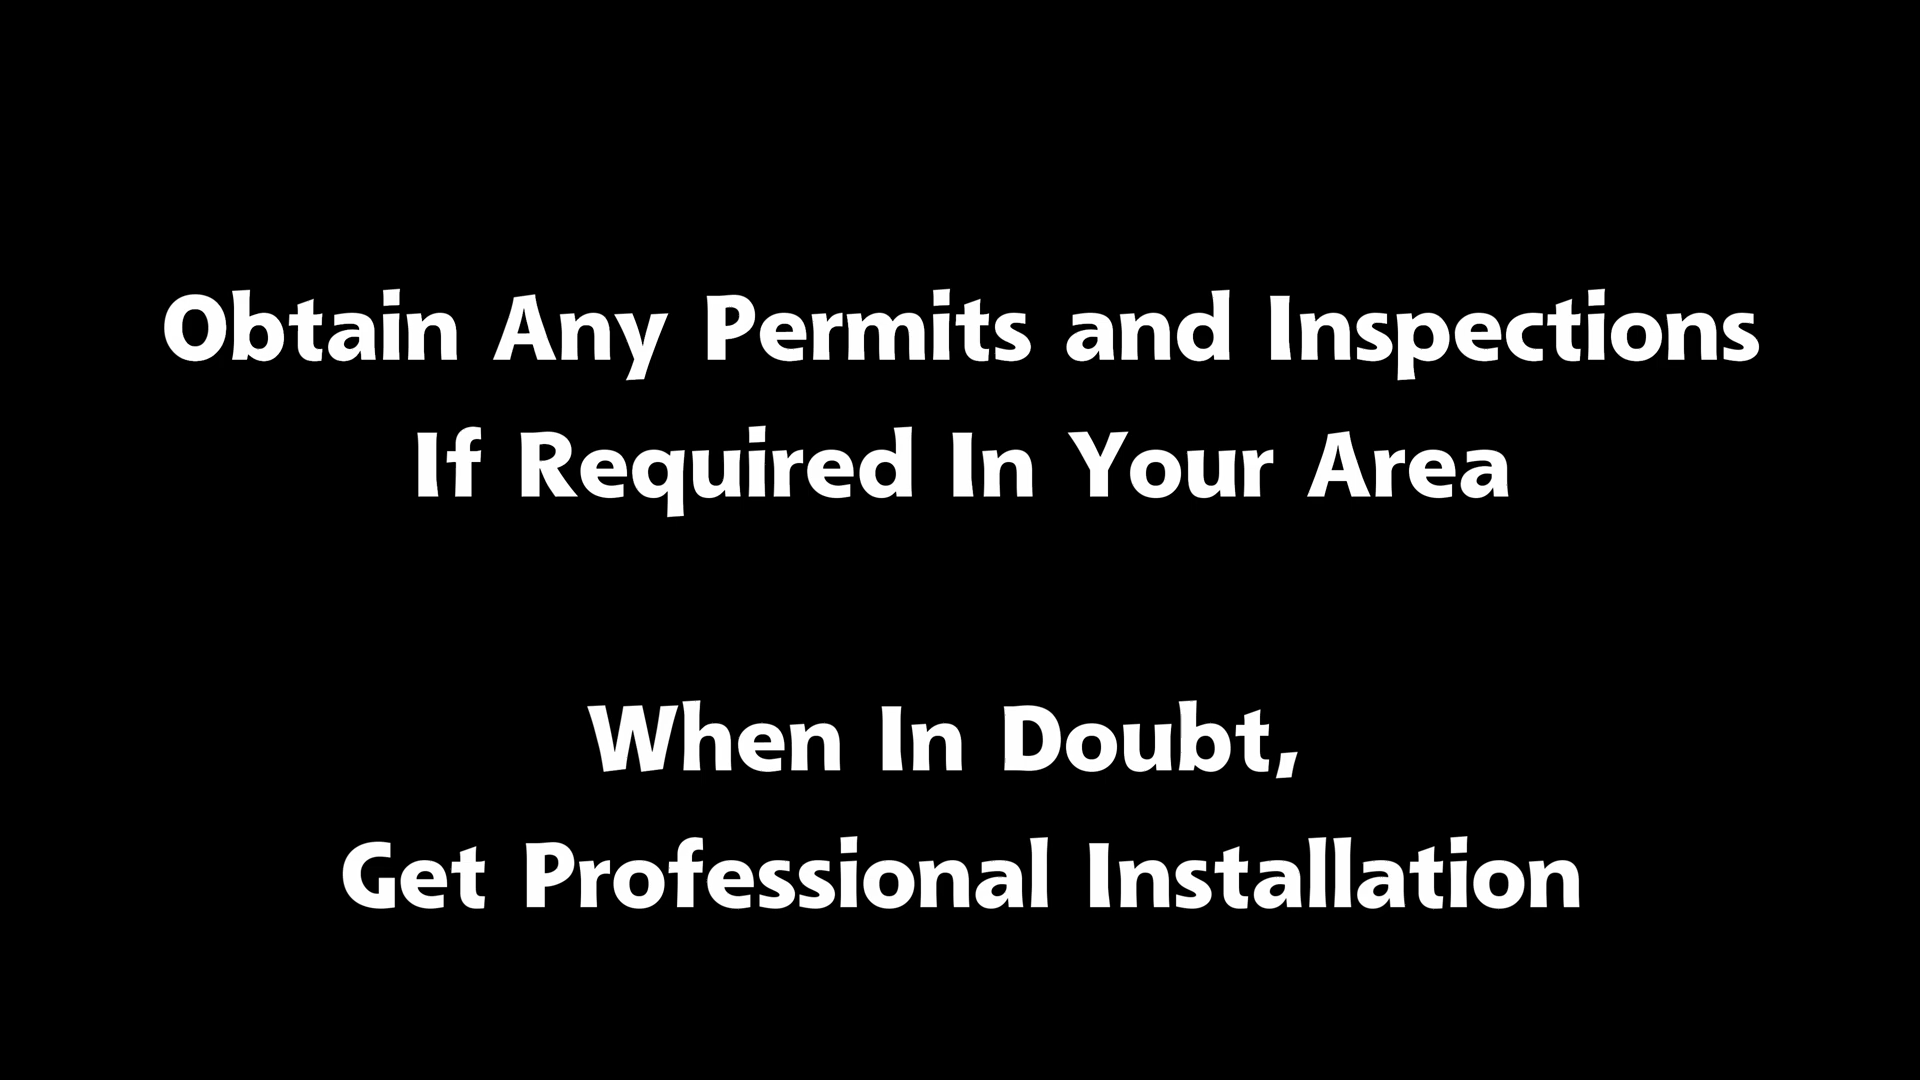 Obtain Any Permits and Inspections
If Required In Your Area
When In Doubt,
Get Professional Installation